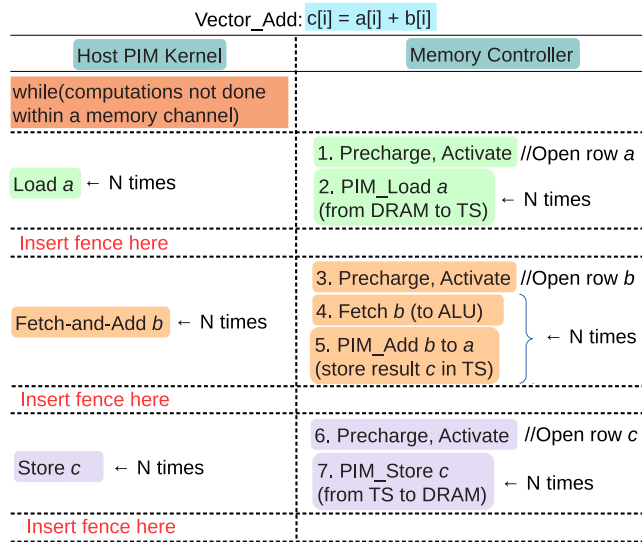 Vector_Add: c[i] = a[i] + b[i]
Host PIM Kernel
Memory Controller
while(computations not done
within a memory channel)
1. Precharge, Activate //Open row a
Load a ← N times
2. PIM_Load a
(from DRAM to TS)
← N times
Insert fence here
3. Precharge, Activate //Open row b
Fetch-and-Add b ← N times
4. Fetch b (to ALU)
5. PIM_Add b to a
(store result c in TS)
← N times
Insert fence here
6. Precharge, Activate //Open row c
Store c ← N times
7. PIM_Store c
(from TS to DRAM)
← N times
Insert fence here